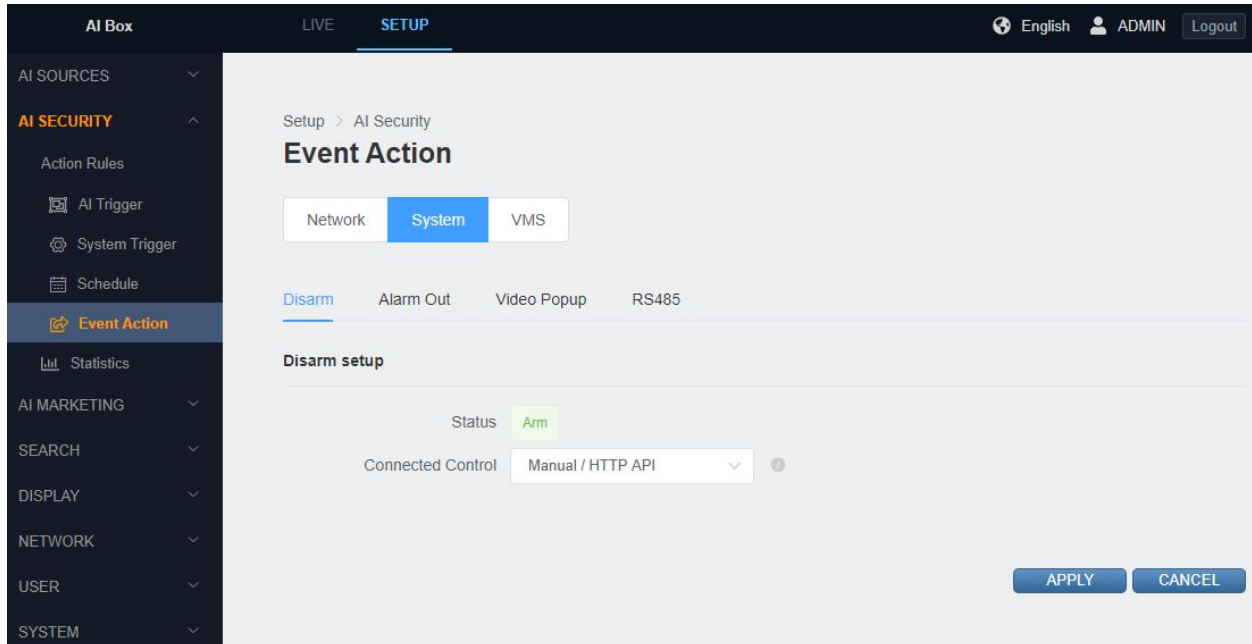 AI Box
LIVE
SETUP
English
ADMIN
Logout
AI SOURCES
AI SECURITY
Action Rules
AI Trigger
System Trigger
Schedule
Event Action
Statistics
AI MARKETING
SEARCH
DISPLAY
NETWORK
USER
SYSTEM
Setup > AI Security
Event Action
Network
System
VMS
Disarm
Alarm Out
Video Popup
RS485
Disarm setup
Status
Arm
Connected Control
Manual / HTTP API
APPLY
CANCEL